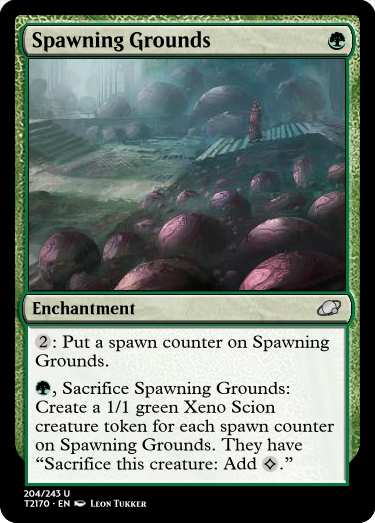 Spawning Grounds
Enchantment
2: Put a spawn counter on Spawning
Grounds.
, Sacrifice Spawning Grounds:
Create a 1/1 green Xeno Scion
creature token for each spawn counter
on Spawning Grounds. They have
“Sacrifice this creature: Add .”
204/243 U
T2170 · EN Leon Tukker